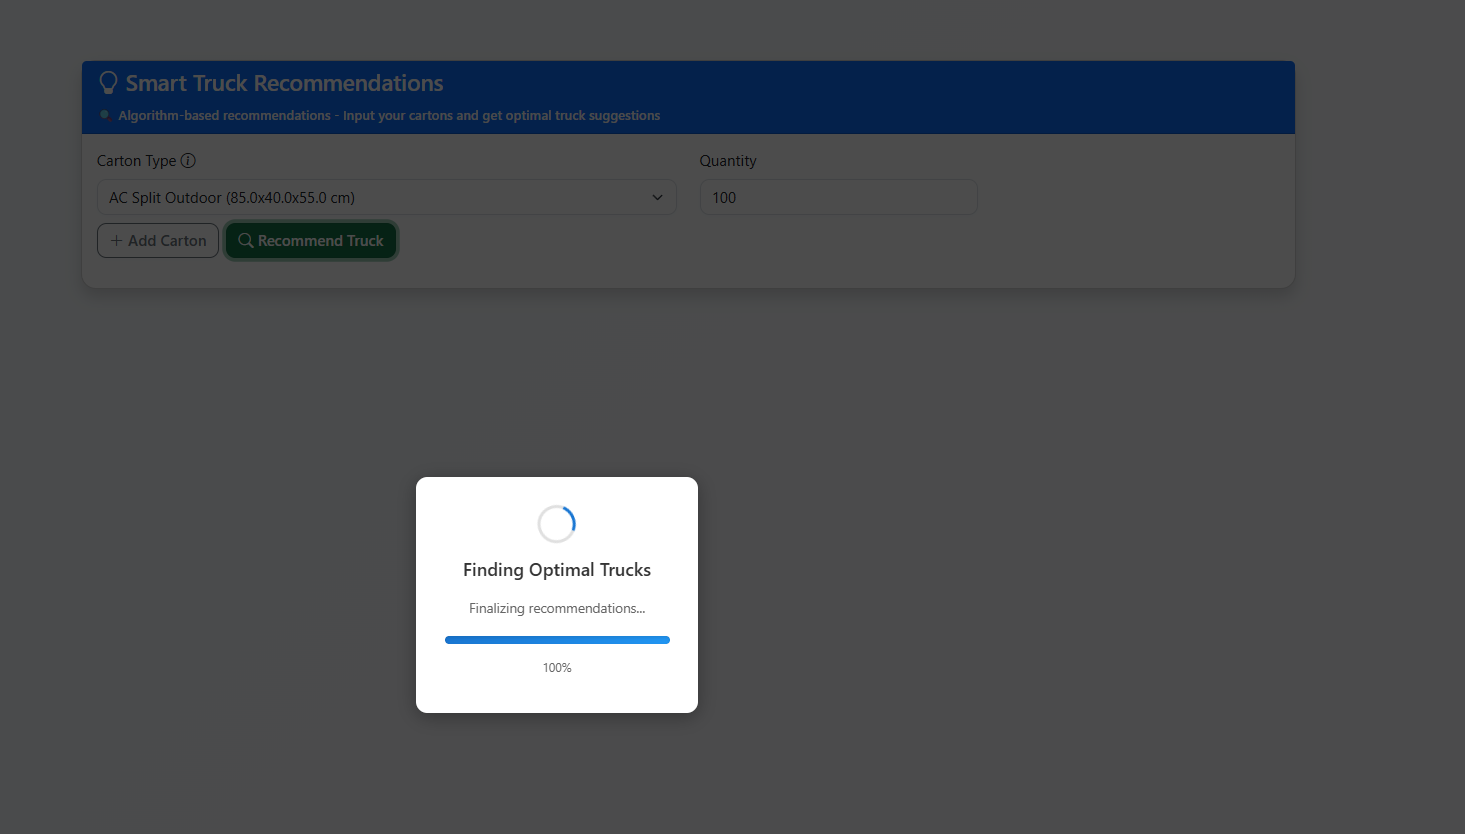 Smart Truck Recommendations
Algorithm-based recommendations - Input your cartons and get optimal truck suggestions
Carton Type
Quantity
AC Split Outdoor (85.0x40.0x55.0 cm)
100
+ Add Carton
Recommend Truck
Finding Optimal Trucks
Finalizing recommendations...
100%